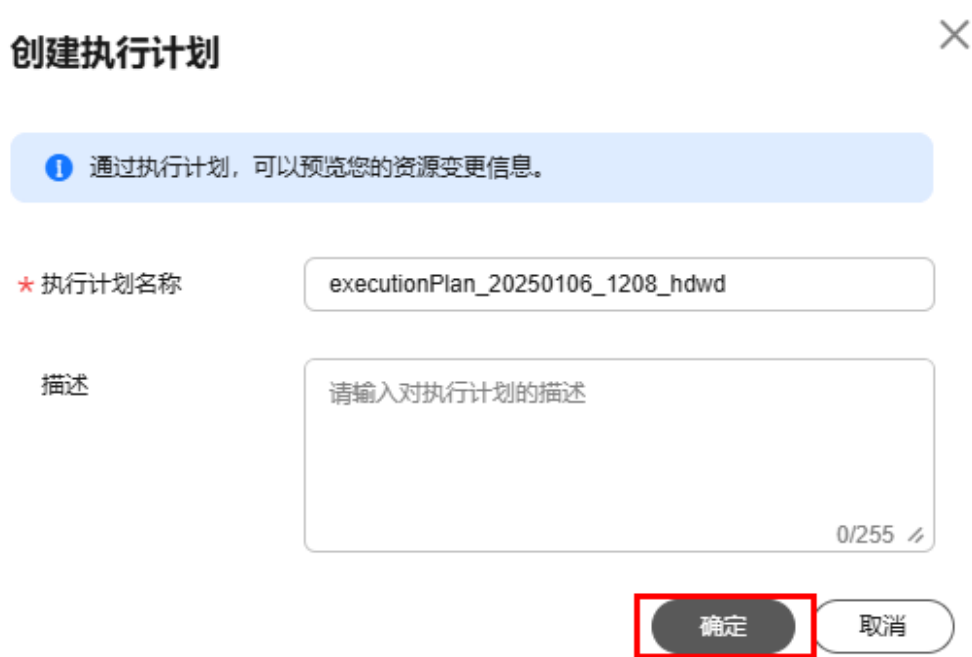 创建执行计划
通过执行计划，可以预览您的资源变更信息。
* 执行计划名称 executionPlan_20250106_1208_hdwd
描述
请输入对执行计划的描述
0/255
确定 取消